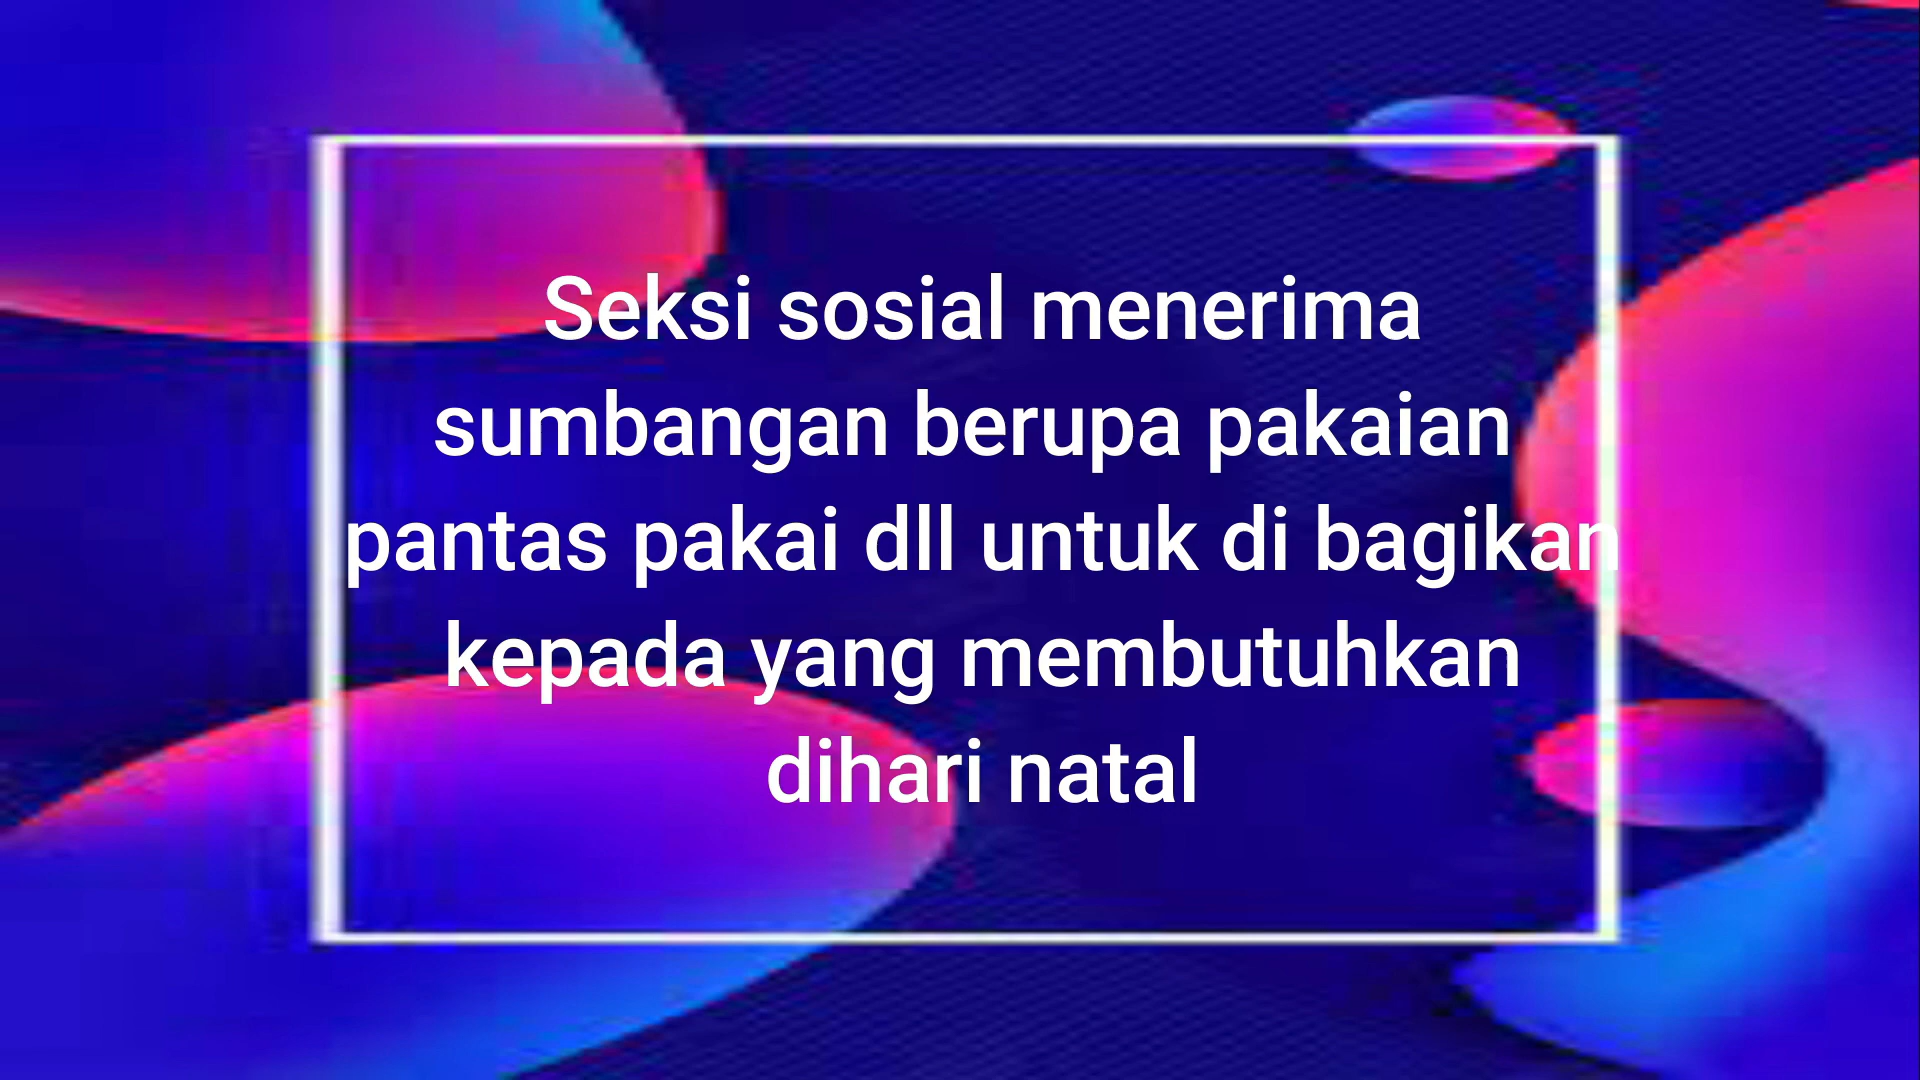 Seksi sosial menerima
sumbangan berupa pakaian
pantas pakai dll untuk di bagikan
kepada yang membutuhkan
dihari natal